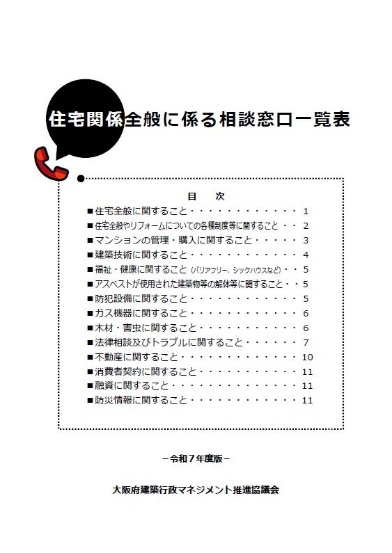 住宅関係全般に係る相談窓口一覧表
目　次
■住宅全般に関すること・・・・・・・・・・・・ 1
■住宅全般やリフォームについての各種制度等に関すること・・ 2
■マンションの管理・購入に関すること・・・・・ 3
■建築技術に関すること・・・・・・・・・・・・ 4
■福祉・健康に関すること（バリアフリー、シックハウスなど）・・ 5
■アスベストが使用された建築物等の解体等に関すること・・ 5
■防犯設備に関すること・・・・・・・・・・・・ 5
■ガス機器に関すること・・・・・・・・・・・・ 6
■木材・害虫に関すること・・・・・・・・・・・ 6
■法律相談及びトラブルに関すること・・・・・・ 7
■不動産に関すること・・・・・・・・・・・・・ 10
■消費者契約に関すること・・・・・・・・・・・ 11
■融資に関すること・・・・・・・・・・・・・・ 11
■防災情報に関すること・・・・・・・・・・・・ 11
－令和７年度版－
大阪府建築行政マネジメント推進協議会